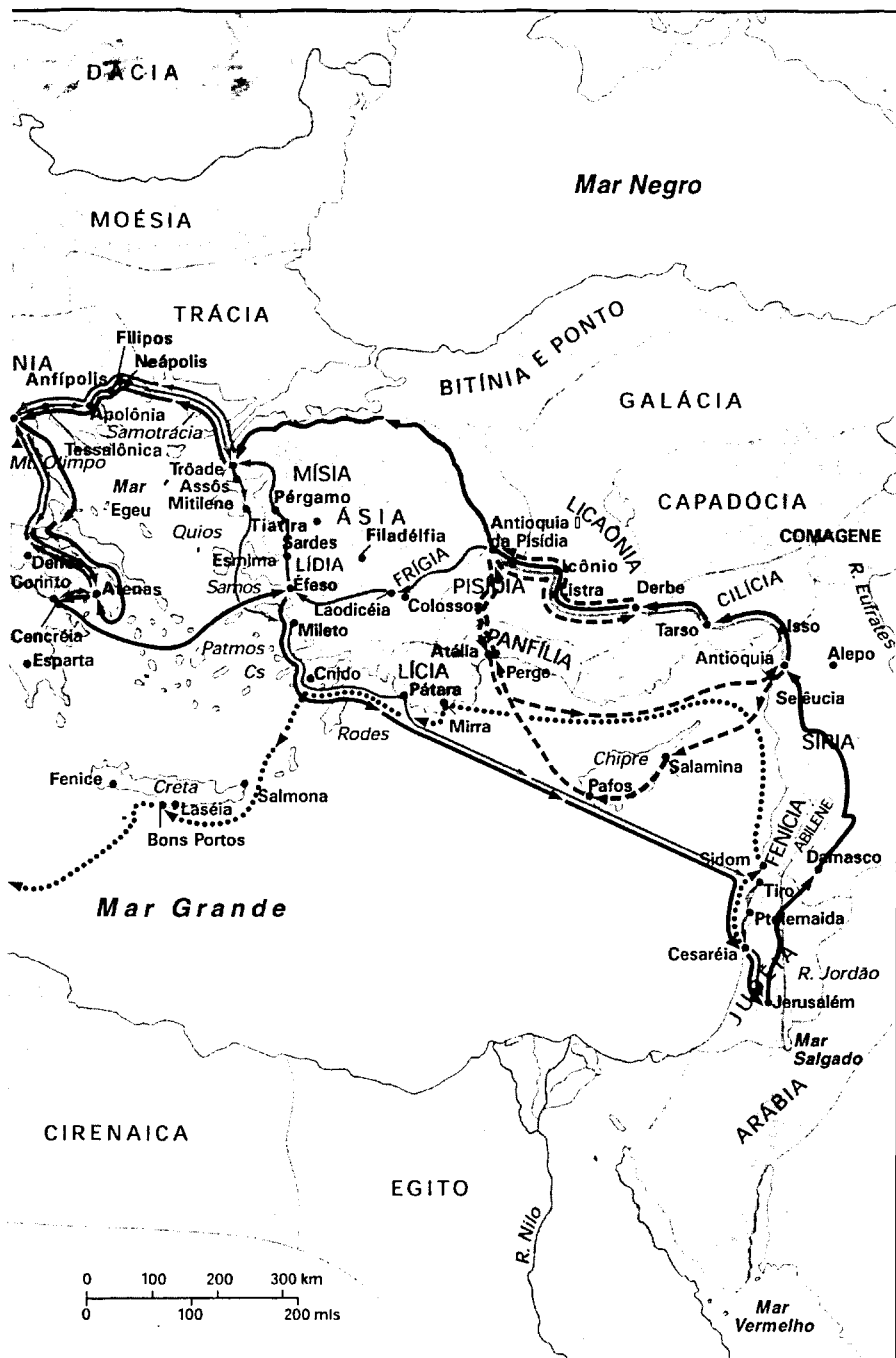 DÁCIA
Mar Negro
MOÉSIA
TRÁCIA
Filipos
Neápolis
NIA
Anfípolis
BITÍNIA E PONTO
GALÁCIA
Apolônia
Samotrácia
Tessalônica
Mt. Olimpo
Trôade
MÍSIA
Mar
Egeu
Assôs
Mitilene
Pérgamo
LICAÔNIA
CAPADÓCIA
Tiatira
ÁSIA
Antioquia
da Pisídia
COMAGENE
Quios
Sardes
Filadélfia
Esmirna
LÍDIA
FRÍGIA
Icônio
Listra
PISÍDIA
Derbe
CILÍCIA
R. Eufrates
Delfos
Corinto
Atenas
Samos
Éfeso
Laodicéia
Colossos
Tarso
Isso
Cencréia
Esparta
Mileto
Patmos
Cs
PANFÍLIA
Atália
Perge
Antioquia
Alepo
Cnido
LÍCIA
Pátara
Selêucia
Mirra
Rodes
SÍRIA
Chipre
Salamina
Pafos
Fenice
Creta
Laséia
Salmona
Bons Portos
FENÍCIA
ABILENE
Sidom
Damasco
Tiro
Mar Grande
Ptolemaida
Cesaréia
JUDÉIA
R. Jordão
Jerusalém
Mar
Salgado
ARÁBIA
CIRENAICA
EGITO
R. Nilo
0 100 200 300 km
0 100 200 mls
Mar
Vermelho